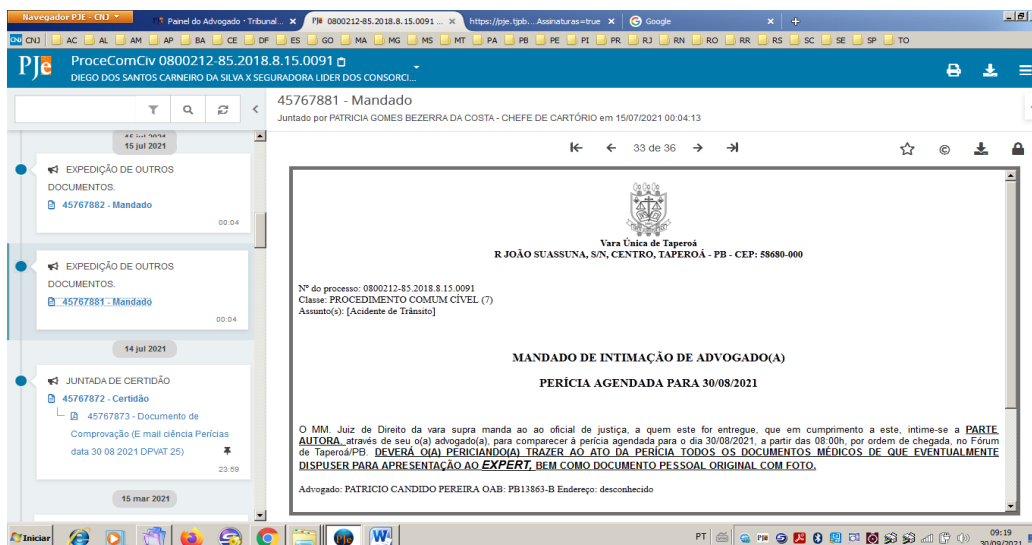 Navegador PJE - CNJ
Painel do Advogado - Tribunal...
0800212-85.2018.8.15.0091 ...
https://pje.tjpb...Assinaturas=true
Google
CNJ AC AL AM AP BA CE DF ES GO MA MG MS MT PA PB PE PI PR RJ RN RO RR RS SC SE SP TO
PJe
ProceComCiv 0800212-85.2018.8.15.0091
DIEGO DOS SANTOS CARNEIRO DA SILVA X SEGURADORA LIDER DOS CONSORCI...
45767881 - Mandado
Juntado por PATRICIA GOMES BEZERRA DA COSTA - CHEFE DE CARTÓRIO em 15/07/2021 00:04:13
33 de 36
15 jul 2021
EXPEDIÇÃO DE OUTROS
DOCUMENTOS.
45767882 - Mandado
00:04
EXPEDIÇÃO DE OUTROS
DOCUMENTOS.
45767881 - Mandado
00:04
14 jul 2021
JUNTADA DE CERTIDÃO
45767872 - Certidão
45767873 - Documento de
Comprovação (E mail ciência Perícias
data 30 08 2021 DPVAT 25)
23:59
15 mar 2021
Vara Única de Taperoá
R JOÃO SUASSUNA, S/N, CENTRO, TAPEROÁ - PB - CEP: 58680-000
Nº do processo: 0800212-85.2018.8.15.0091
Classe: PROCEDIMENTO COMUM CÍVEL (7)
Assunto(s): [Acidente de Trânsito]
MANDADO DE INTIMAÇÃO DE ADVOGADO(A)
PERÍCIA AGENDADA PARA 30/08/2021
O MM. Juiz de Direito da vara supra manda ao ao oficial de justiça, a quem este for entregue, que em cumprimento a este, intime-se a PARTE
AUTORA, através de seu o(a) advogado(a), para comparecer à perícia agendada para o dia 30/08/2021, a partir das 08:00h, por ordem de chegada, no Fórum
de Taperoá/PB. DEVERÁ O(A) PERICIANDO(A) TRAZER AO ATO DA PERÍCIA TODOS OS DOCUMENTOS MÉDICOS DE QUE EVENTUALMENTE
DISPUSER PARA APRESENTAÇÃO AO EXPERT, BEM COMO DOCUMENTO PESSOAL ORIGINAL COM FOTO.
Advogado: PATRICIO CANDIDO PEREIRA OAB: PB13863-B Endereço: desconhecido
Iniciar
PT
09:19
30/09/2021